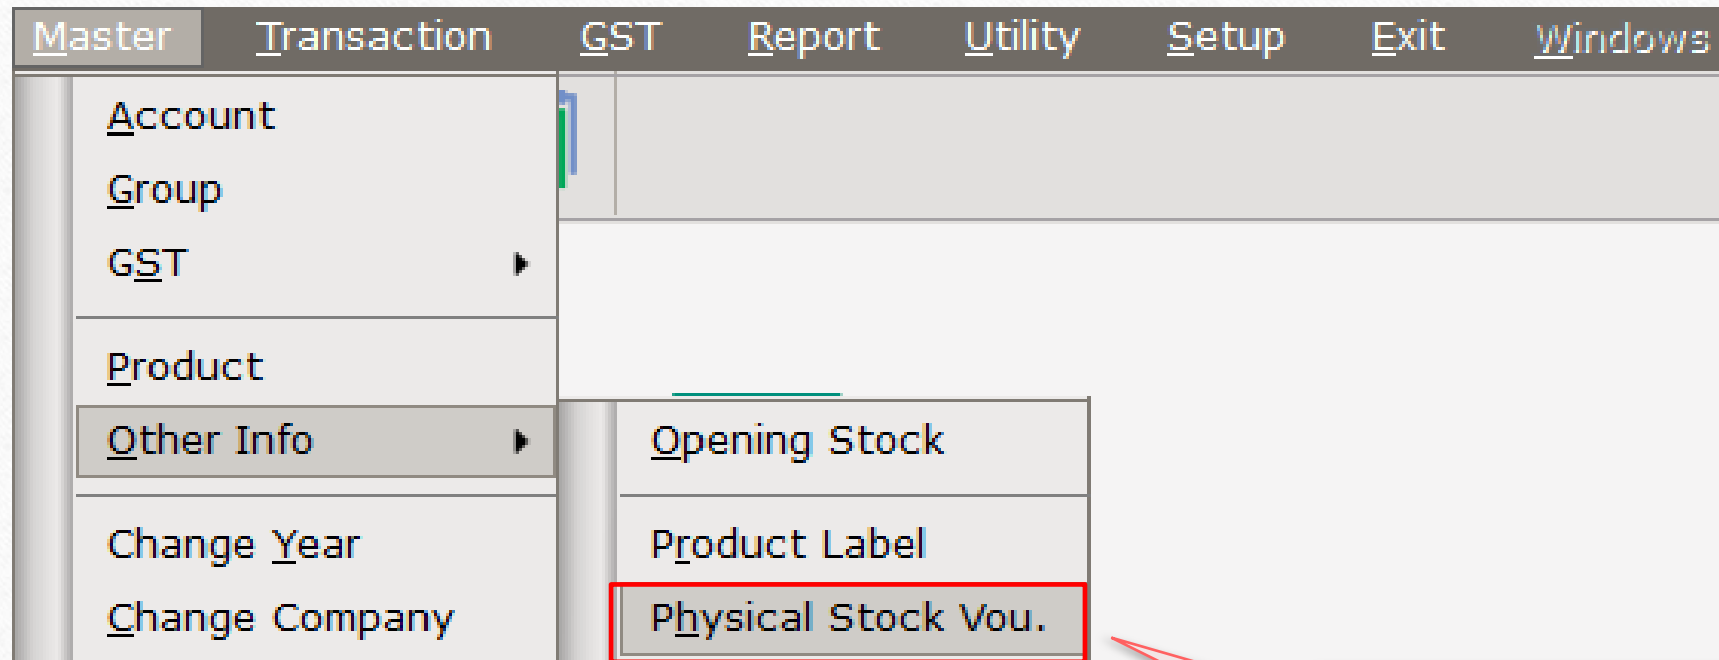 Master Transaction GST Report Utility Setup Exit Windows
Account
Group
GST
Product
Other Info
Opening Stock
Change Year
Product Label
Change Company
Physical Stock Vou.